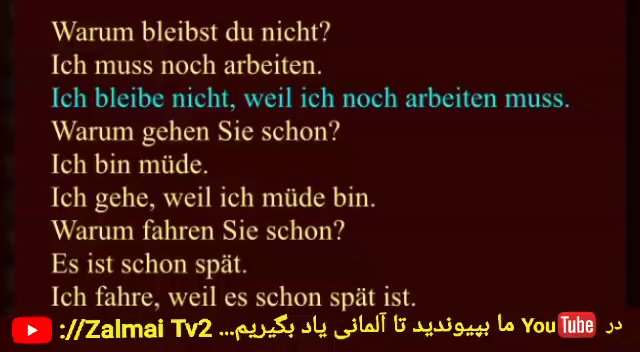 Warum bleibst du nicht?
Ich muss noch arbeiten.
Ich bleibe nicht, weil ich noch arbeiten muss.
Warum gehen Sie schon?
Ich bin müde.
Ich gehe, weil ich müde bin.
Warum fahren Sie schon?
Es ist schon spät.
Ich fahre, weil es schon spät ist.
در YouTube ما بپیوندید تا آلمانی یاد بگیریم... Zalmai Tv2//: